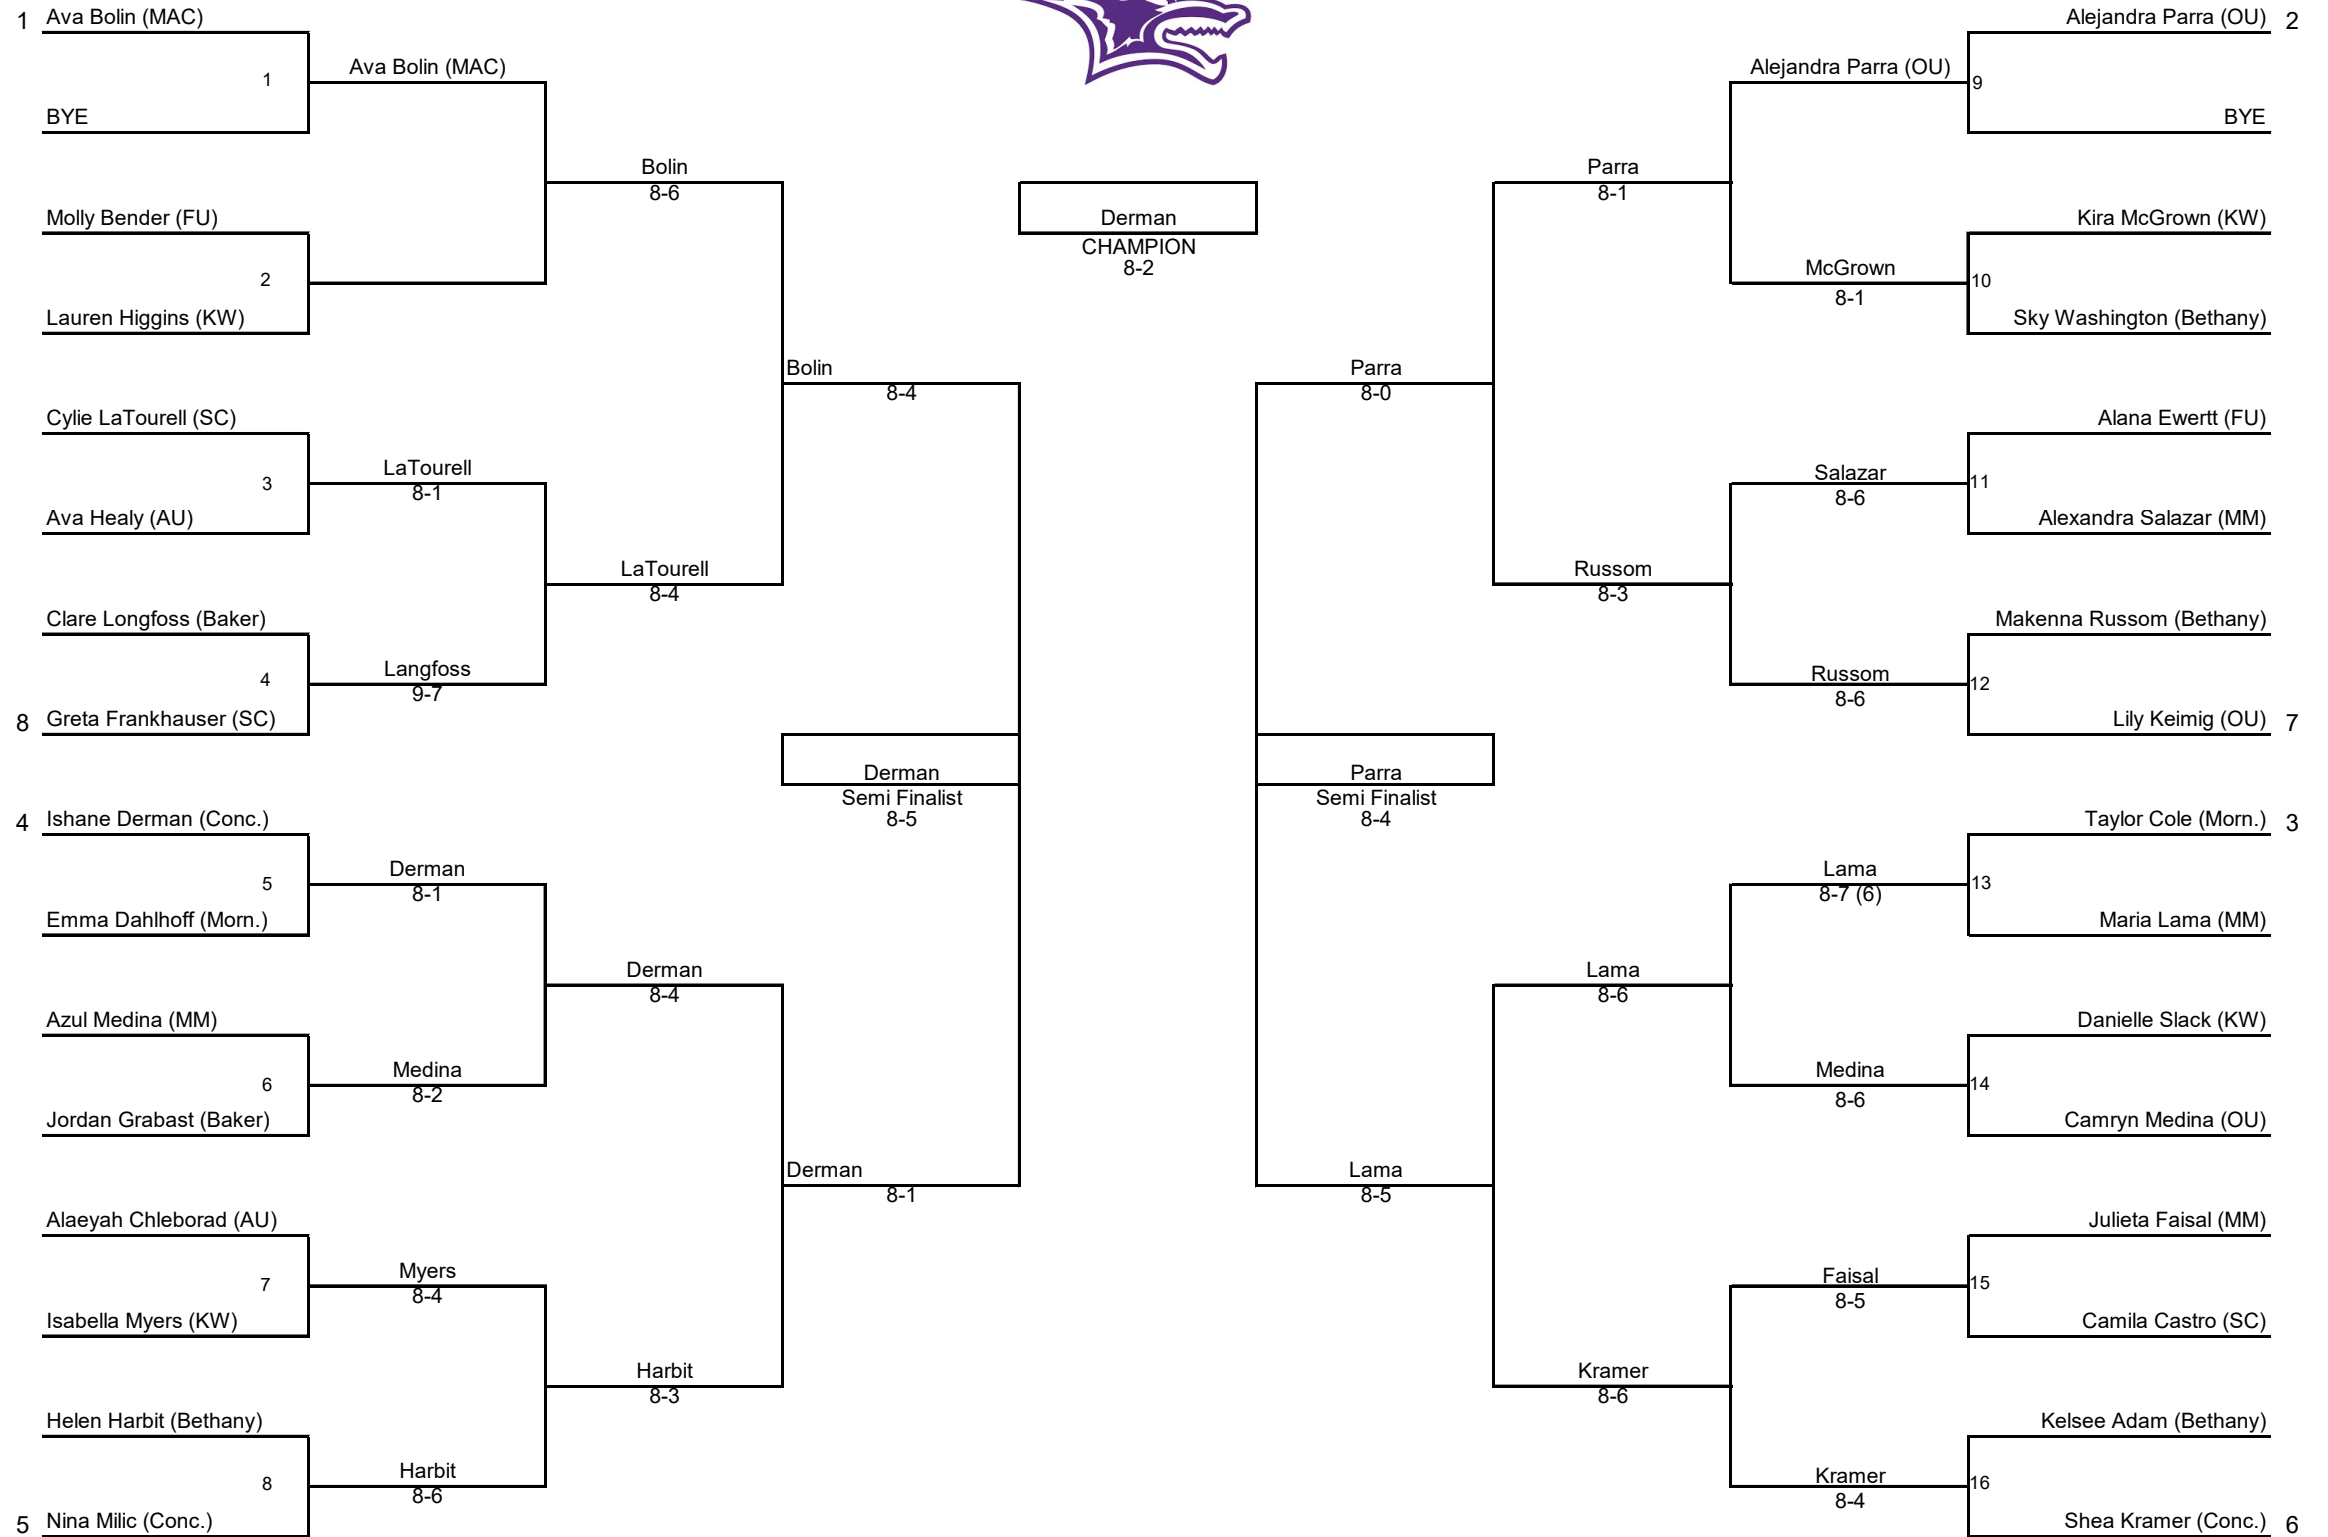 1 Ava Bolin (MAC)
1
BYE
Ava Bolin (MAC)
Molly Bender (FU)
2
Lauren Higgins (KW)
Bolin
8-6
Cylie LaTourell (SC)
3
Ava Healy (AU)
LaTourell
8-1
Clare Longfoss (Baker)
4
8 Greta Frankhauser (SC)
Langfoss
9-7
LaTourell
8-4
Bolin
8-4
4 Ishane Derman (Conc.)
5
Emma Dahlhoff (Morn.)
Derman
8-1
Azul Medina (MM)
6
Jordan Grabast (Baker)
Medina
8-2
Derman
8-4
Alaeyah Chleborad (AU)
7
Isabella Myers (KW)
Myers
8-4
Helen Harbit (Bethany)
8
5 Nina Milic (Conc.)
Harbit
8-6
Harbit
8-3
Derman
8-1
Derman
Semi Finalist
8-5
Derman
CHAMPION
8-2
Parra
Semi Finalist
8-4
Parra
8-0
Parra
8-1
Alejandra Parra (OU)
Alejandra Parra (OU) 2
9
BYE
McGrown
8-1
Kira McGrown (KW)
10
Sky Washington (Bethany)
Russom
8-3
Salazar
8-6
Alana Ewertt (FU)
11
Alexandra Salazar (MM)
Russom
8-6
Makenna Russom (Bethany)
12
Lily Keimig (OU) 7
Lama
8-5
Lama
8-6
Lama
8-7 (6)
Taylor Cole (Morn.) 3
13
Maria Lama (MM)
Medina
8-6
Danielle Slack (KW)
14
Camryn Medina (OU)
Kramer
8-6
Faisal
8-5
Julieta Faisal (MM)
15
Camila Castro (SC)
Kramer
8-4
Kelsee Adam (Bethany)
16
Shea Kramer (Conc.) 6